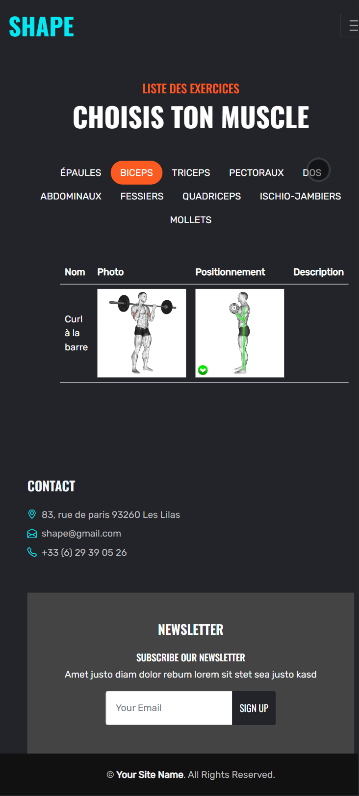 SHAPE
LISTE DES EXERCICES
CHOISIS TON MUSCLE
ÉPAULES BICEPS TRICEPS PECTORAUX DOS
ABDOMINAUX FESSIERS QUADRICEPS ISCHIO-JAMBIERS
MOLLETS
Nom Photo Positionnement Description
Curl
à la
barre
CONTACT
83, rue de paris 93260 Les Lilas
shape@gmail.com
+33 (6) 29 39 05 26
NEWSLETTER
SUBSCRIBE OUR NEWSLETTER
Amet justo diam dolor rebum lorem sit stet sea justo kasd
Your Email SIGN UP
© Your Site Name. All Rights Reserved.